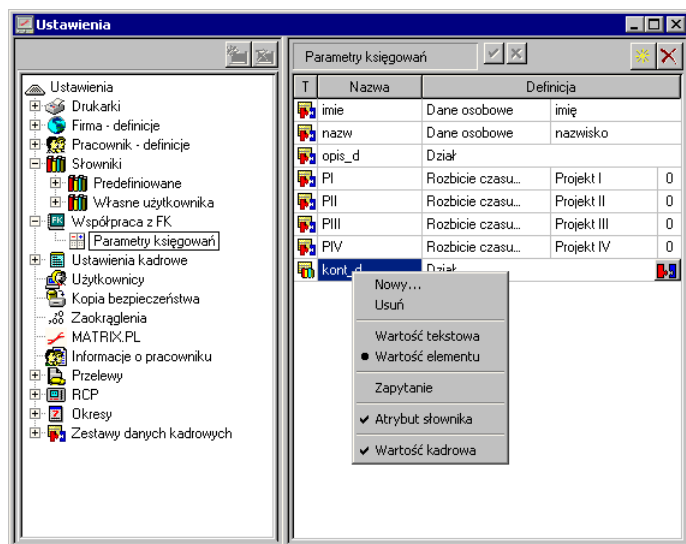 Ustawienia
Ustawienia
Drukarki
Firma - definicje
Pracownik - definicje
Słowniki
Predefiniowane
Własne użytkownika
FK Współpraca z FK
Parametry księgowań
Ustawienia kadrowe
Użytkownicy
Kopia bezpieczeństwa
Zaokrąglenia
MATRIX.PL
Informacje o pracowniku
Przelewy
RCP
Okresy
Zestawy danych kadrowych
Parametry księgowań
T Nazwa Definicja
imie Dane osobowe imię
nazw Dane osobowe nazwisko
opis_d Dział
PI Rozbicie czasu... Projekt I 0
PII Rozbicie czasu... Projekt II 0
PIII Rozbicie czasu... Projekt III 0
PIV Rozbicie czasu... Projekt IV 0
kont_d Dział
Nowy...
Usuń
Wartość tekstowa
Wartość elementu
Zapytanie
Atrybut słownika
Wartość kadrowa